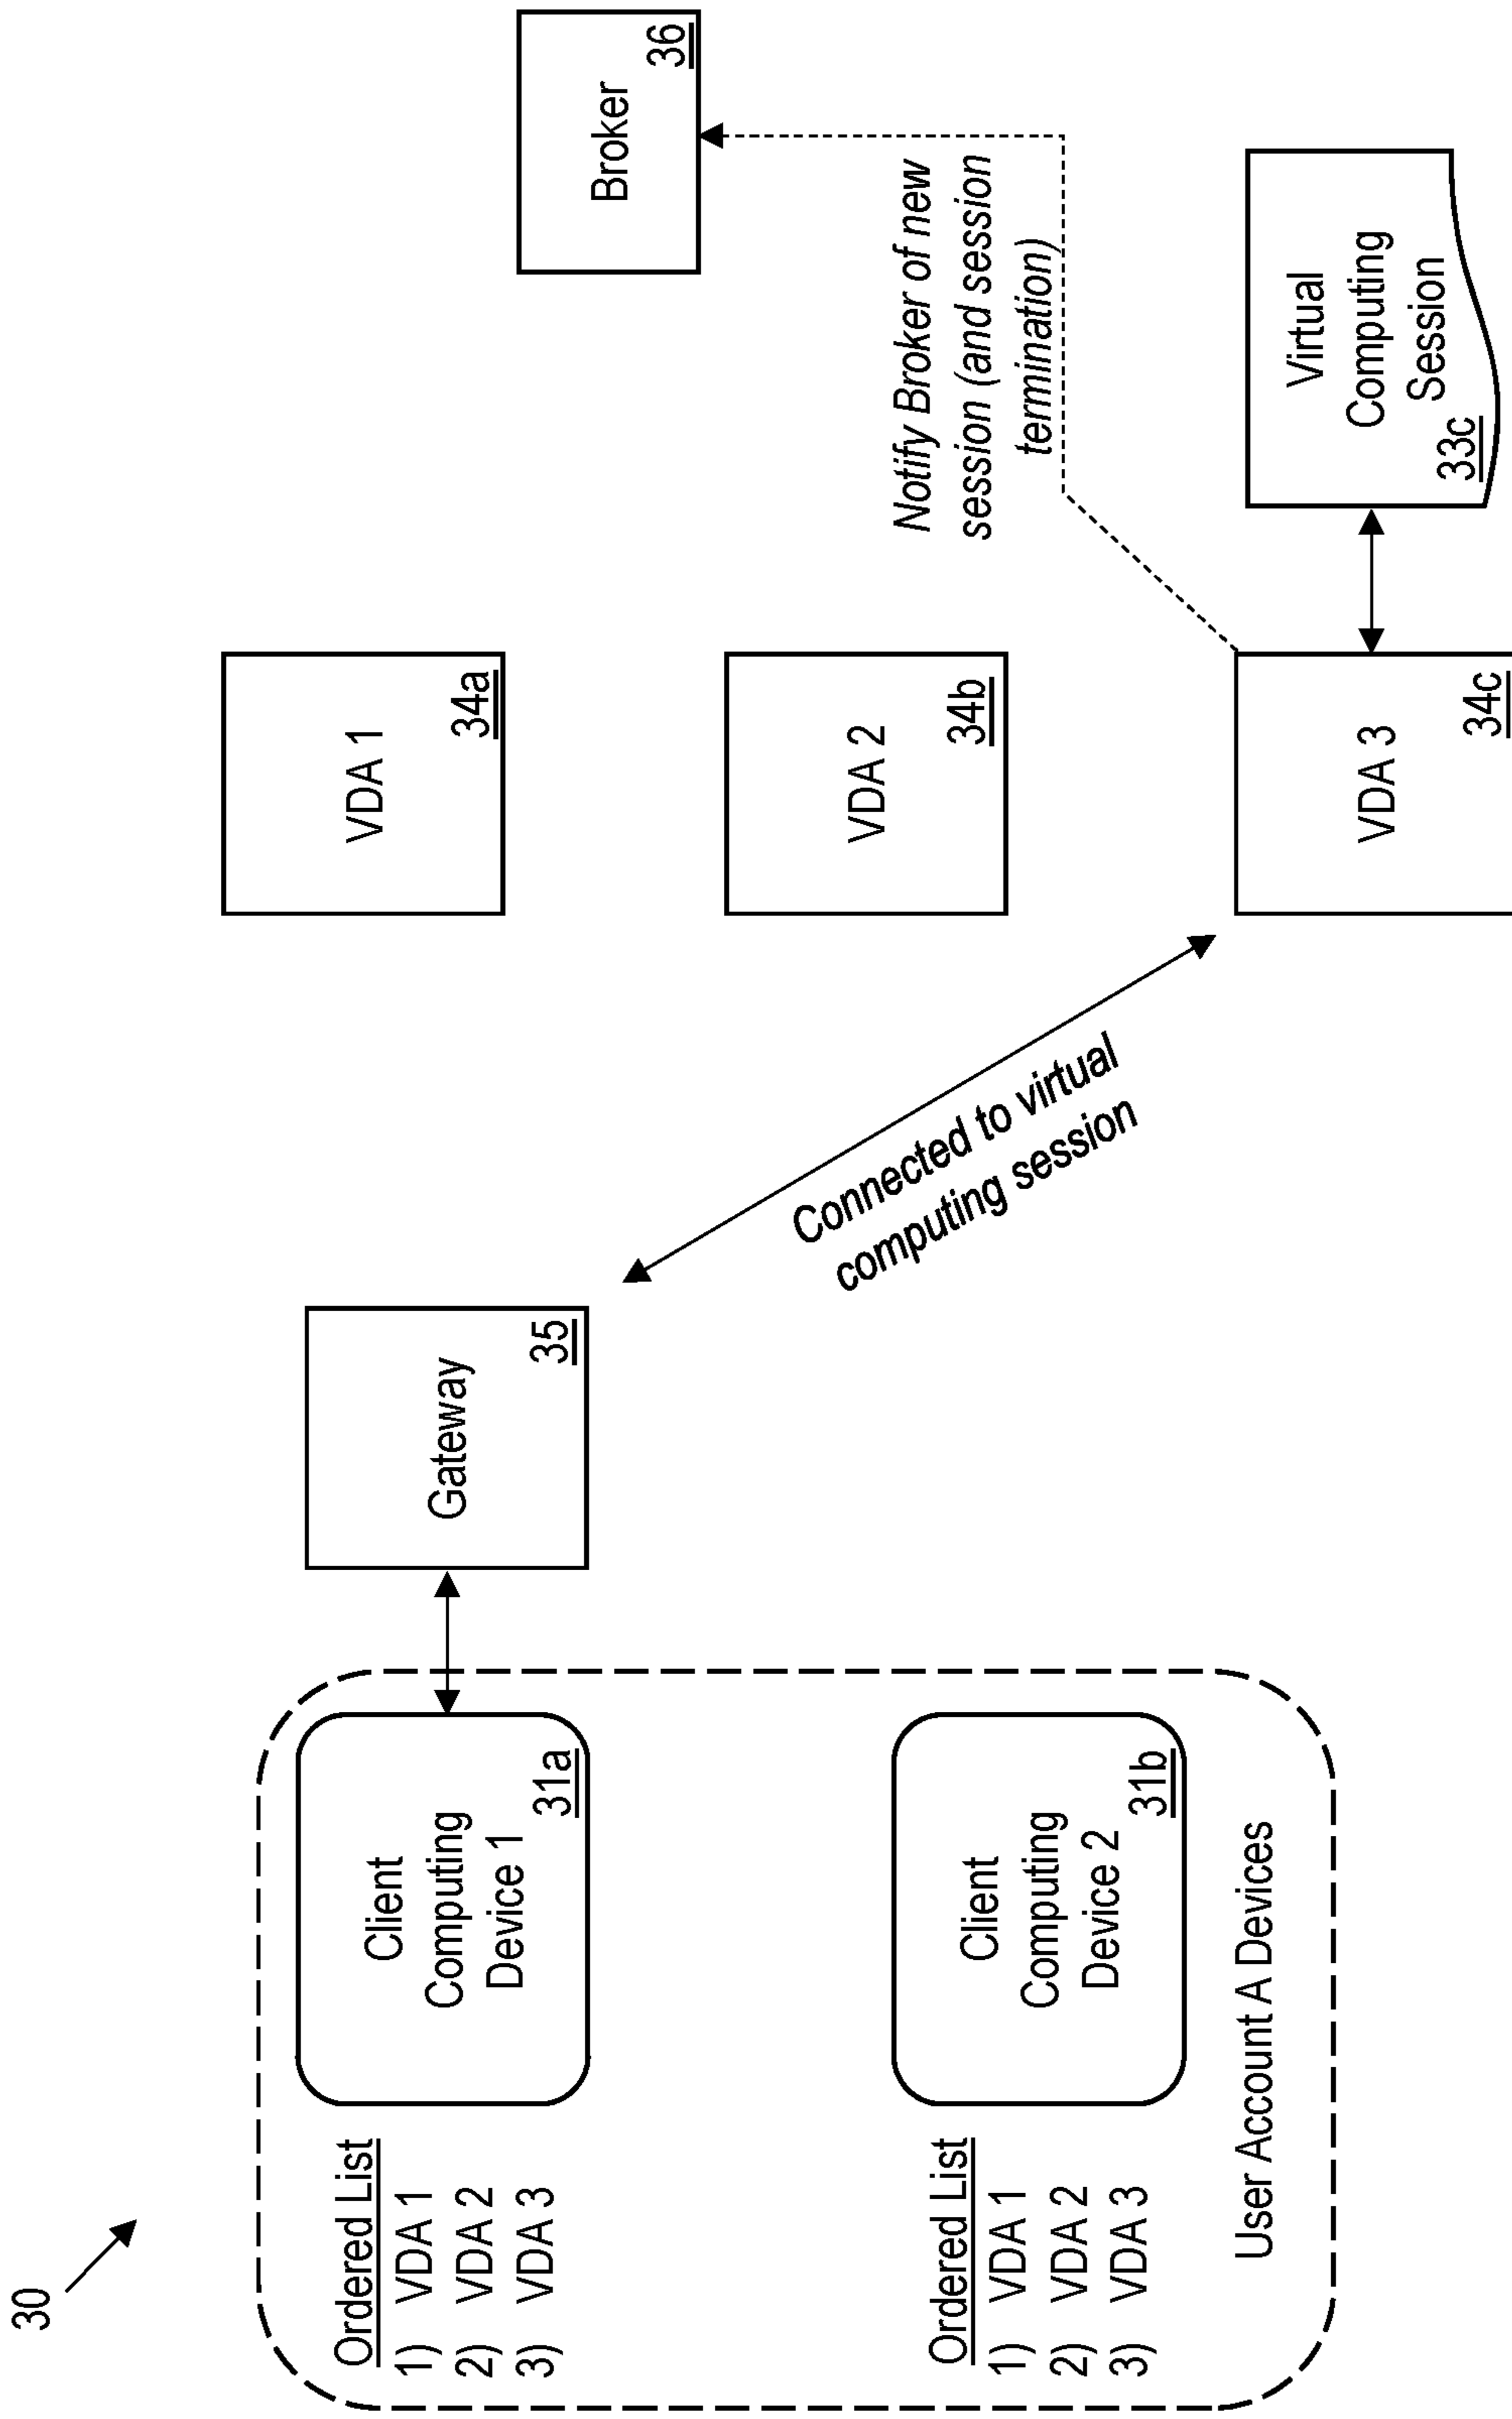 30
Ordered List
1) VDA 1
2) VDA 2
3) VDA 3
Client
Computing
Device 1
31a
Ordered List
1) VDA 1
2) VDA 2
3) VDA 3
Client
Computing
Device 2
31b
User Account A Devices
Gateway
35
Connected to virtual
computing session
VDA 1
34a
VDA 2
34b
VDA 3
34c
Broker
36
Notify Broker of new
session (and session
termination)
Virtual
Computing
Session
33c